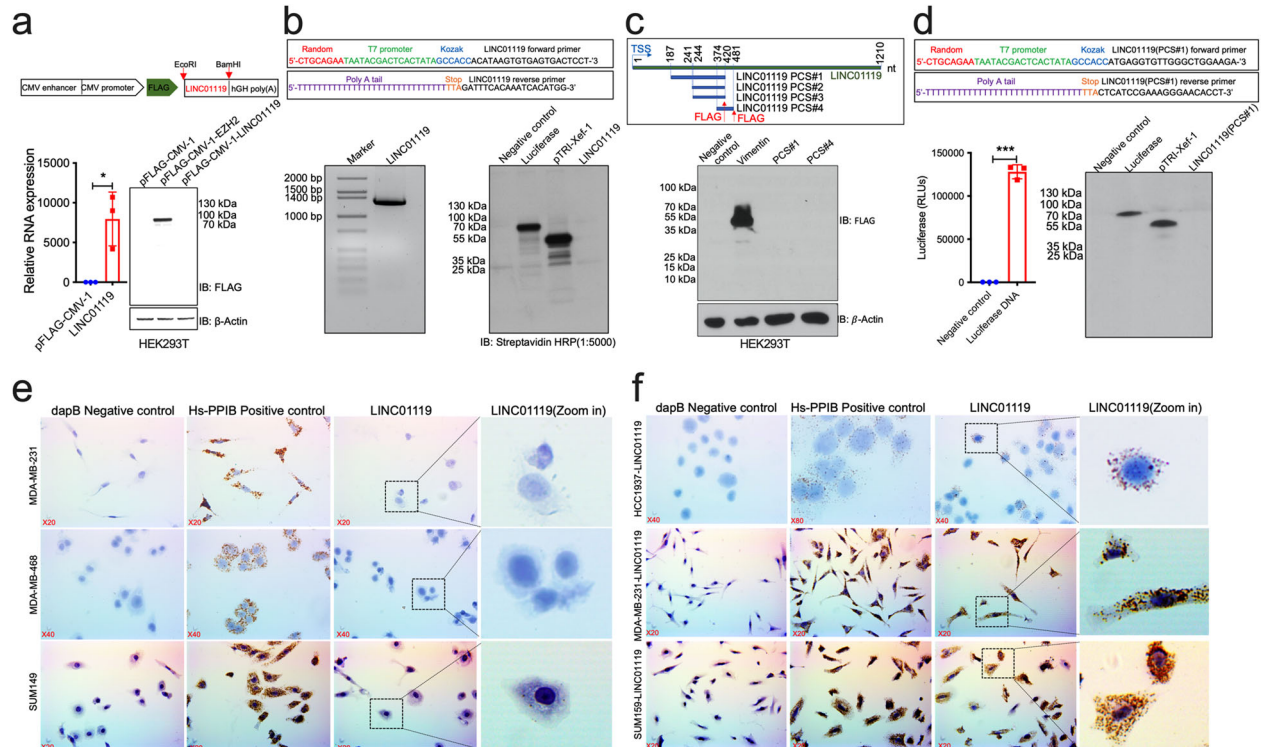 a
EcoRI
BamHI
CMV enhancer
CMV promoter
FLAG
LINC01119
hGH poly(A)
Relative RNA expression
15000
10000
5000
0
*
pFLAG-CMV-1
LINC01119
pFLAG-CMV-1
pFLAG-CMV-1-EZH2
pFLAG-CMV-1-LINC01119
130 kDa
100 kDa
70 kDa
IB: FLAG
IB: β-Actin
HEK293T
b
Random
T7 promoter
Kozak
LINC01119 forward primer
5'-CTGCAGAATAATACGACTCACTATAGCCACCACATAAGTGTGAGTGACTCCT-'3
Poly A tail
Stop
LINC01119 reverse primer
Marker
LINC01119
2000 bp
1500 bp
1400 bp
1000 bp
Negative control
Luciferase
pTRI-Xef-1
LINC01119
130 kDa
100 kDa
70 kDa
55 kDa
35 kDa
25 kDa
IB: Streptavidin HRP(1:5000)
c
TSS
1
187
241
244
374
420
481
1210
LINC01119
nt
LINC01119 PCS#1
LINC01119 PCS#2
LINC01119 PCS#3
LINC01119 PCS#4
FLAG
FLAG
Negative control
Vimentin
PCS#1
PCS#4
100 kDa
70 kDa
55 kDa
35 kDa
25 kDa
15 kDa
10 kDa
IB: FLAG
IB: β-Actin
HEK293T
d
Random
T7 promoter
Kozak
LINC01119(PCS#1) forward primer
5'-CTGCAGAATAATACGACTCACTATAGCCACCATGAGGTGTTGGGCTGGAAGA-'3
Poly A tail
Stop
LINC01119(PCS#1) reverse primer
Luciferase (RLUs)
150000
100000
50000
0
***
Negative control
Luciferase DNA
Negative control
Luciferase
pTRI-Xef-1
LINC01119(PCS#1)
130 kDa
100 kDa
70 kDa
55 kDa
35 kDa
25 kDa
e
dapB Negative control
Hs-PPIB Positive control
LINC01119
LINC01119(Zoom in)
MDA-MB-231
X20
X20
X20
MDA-MB-468
X40
X40
X40
SUM149
X20
X20
X20
f
dapB Negative control
Hs-PPIB Positive control
LINC01119
LINC01119(Zoom in)
HCC1937-LINC01119
X40
X80
X40
MDA-MB-231-LINC01119
X20
X20
X20
SUM159-LINC01119
X20
X20
X20